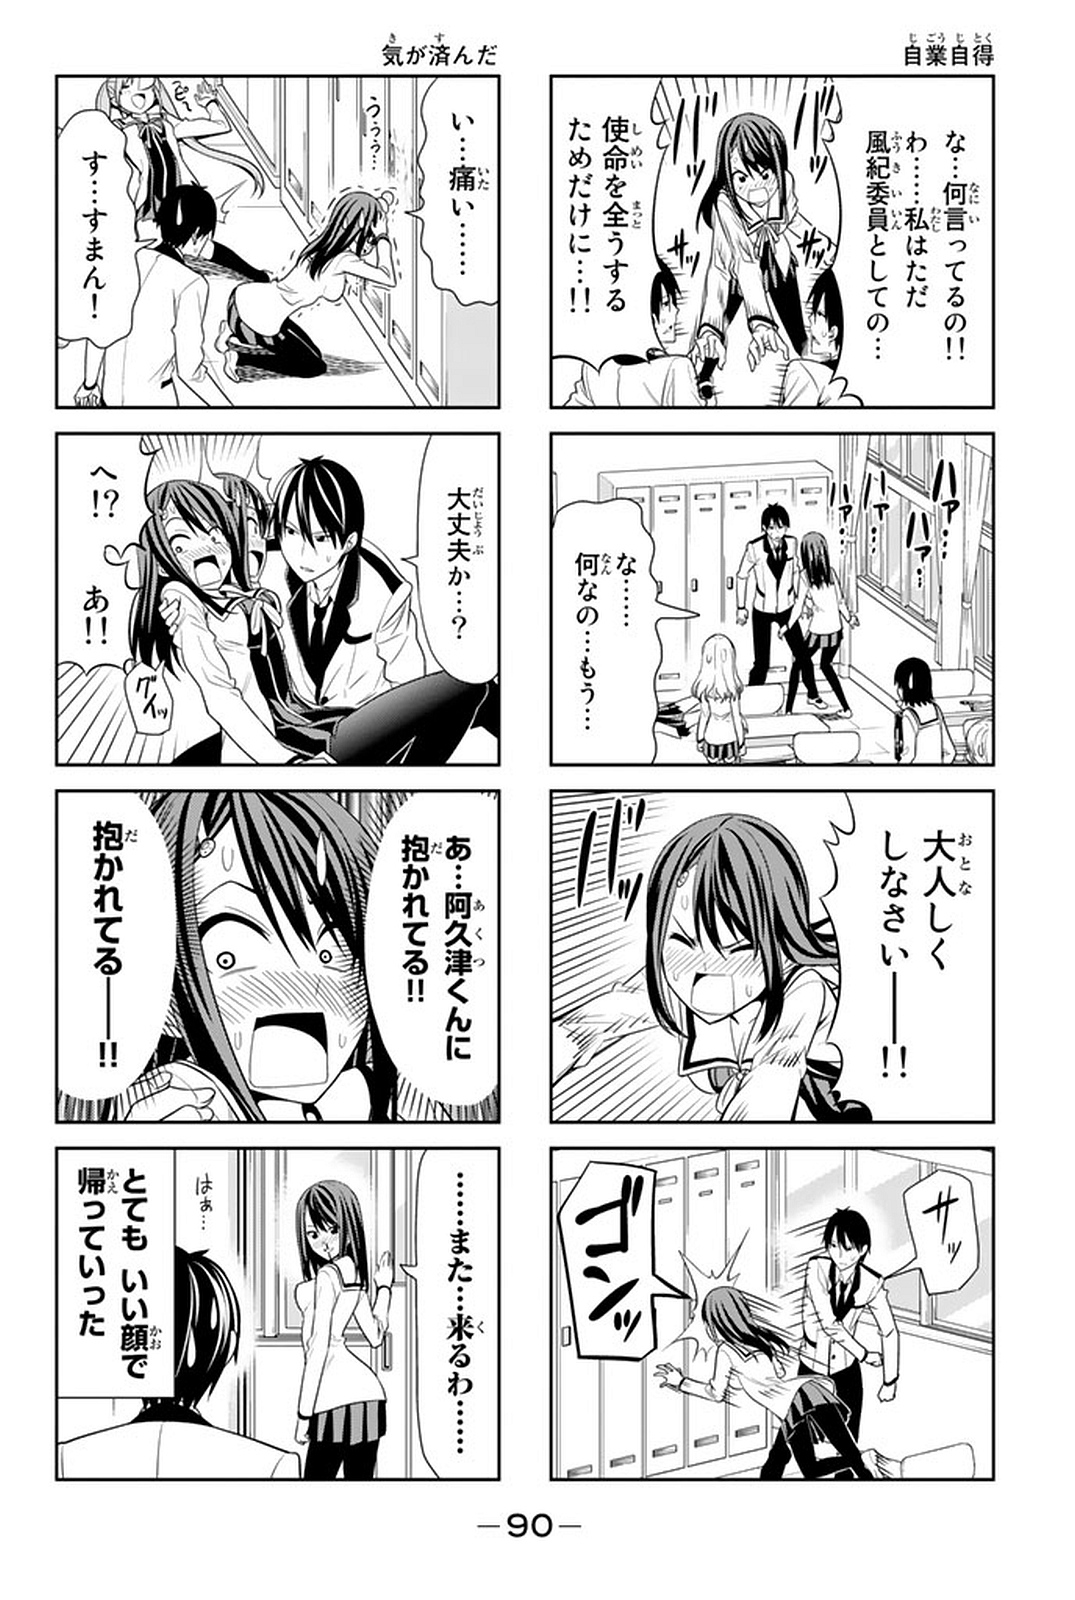 自業自得
な…何言ってるの!!
わ……私はただ
風紀委員としての…
使命を全うする
ためだけに…!!
ザッ
ザッ
ハァ…
ハァ…
ハァ…
な……
何なの…もう…
大人しく
しなさい――!!
サッ
ゴンッ
気が済んだ
い…痛い……
うぅぅ…
す…すまん!
大丈夫か…?
へ!?
あ!!
グイッ
あ…阿久津くんに
抱かれてる!!
抱かれてる――!!
……また…来るわ……
はぁ…
とても いい顔で
帰っていった
―90―